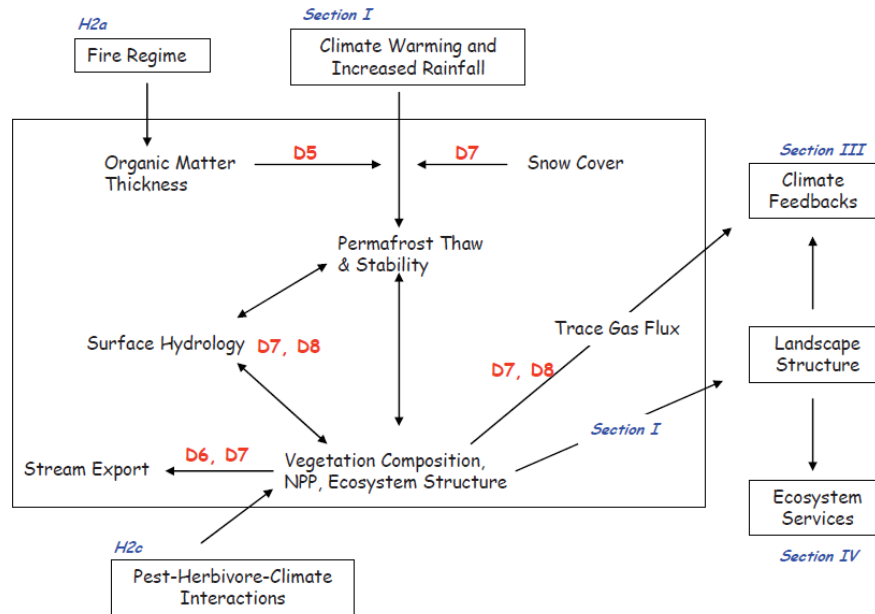 H2a
Fire Regime
Section I
Climate Warming and
Increased Rainfall
Organic Matter
Thickness
D5
D7
Snow Cover
Section III
Climate
Feedbacks
Permafrost Thaw
& Stability
Surface Hydrology
D7, D8
Trace Gas Flux
D7, D8
Landscape
Structure
Section I
Stream Export
D6, D7
Vegetation Composition,
NPP, Ecosystem Structure
Ecosystem
Services
Section IV
H2c
Pest-Herbivore-Climate
Interactions